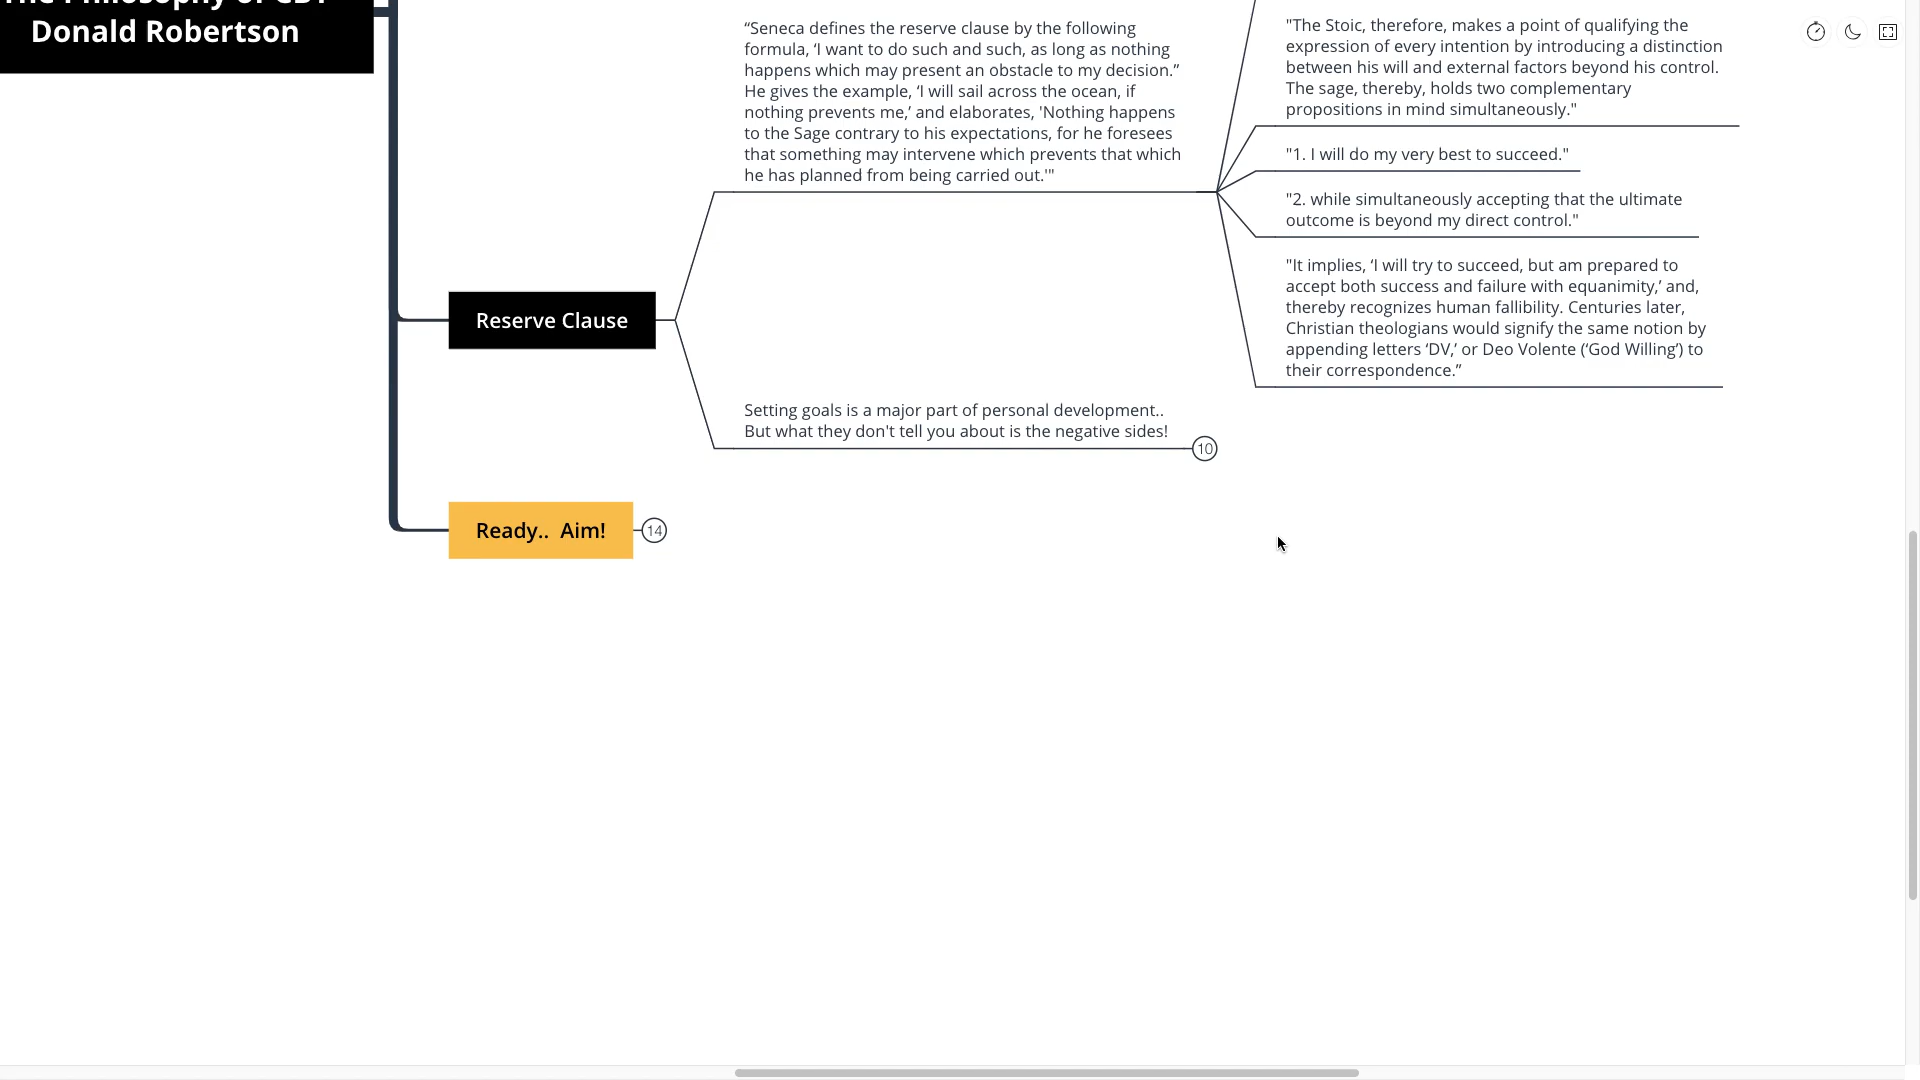 The Philosophy of CBT
Donald Robertson
“Seneca defines the reserve clause by the following
formula, ‘I want to do such and such, as long as nothing
happens which may present an obstacle to my decision.”
He gives the example, ‘I will sail across the ocean, if
nothing prevents me,’ and elaborates, 'Nothing happens
to the Sage contrary to his expectations, for he foresees
that something may intervene which prevents that which
he has planned from being carried out.'"
"The Stoic, therefore, makes a point of qualifying the
expression of every intention by introducing a distinction
between his will and external factors beyond his control.
The sage, thereby, holds two complementary
propositions in mind simultaneously."
"1. I will do my very best to succeed."
"2. while simultaneously accepting that the ultimate
outcome is beyond my direct control."
"It implies, ‘I will try to succeed, but am prepared to
accept both success and failure with equanimity,’ and,
thereby recognizes human fallibility. Centuries later,
Christian theologians would signify the same notion by
appending letters ‘DV,’ or Deo Volente (‘God Willing’) to
their correspondence.”
Reserve Clause
Setting goals is a major part of personal development..
But what they don't tell you about is the negative sides!
10
Ready..  Aim!
14